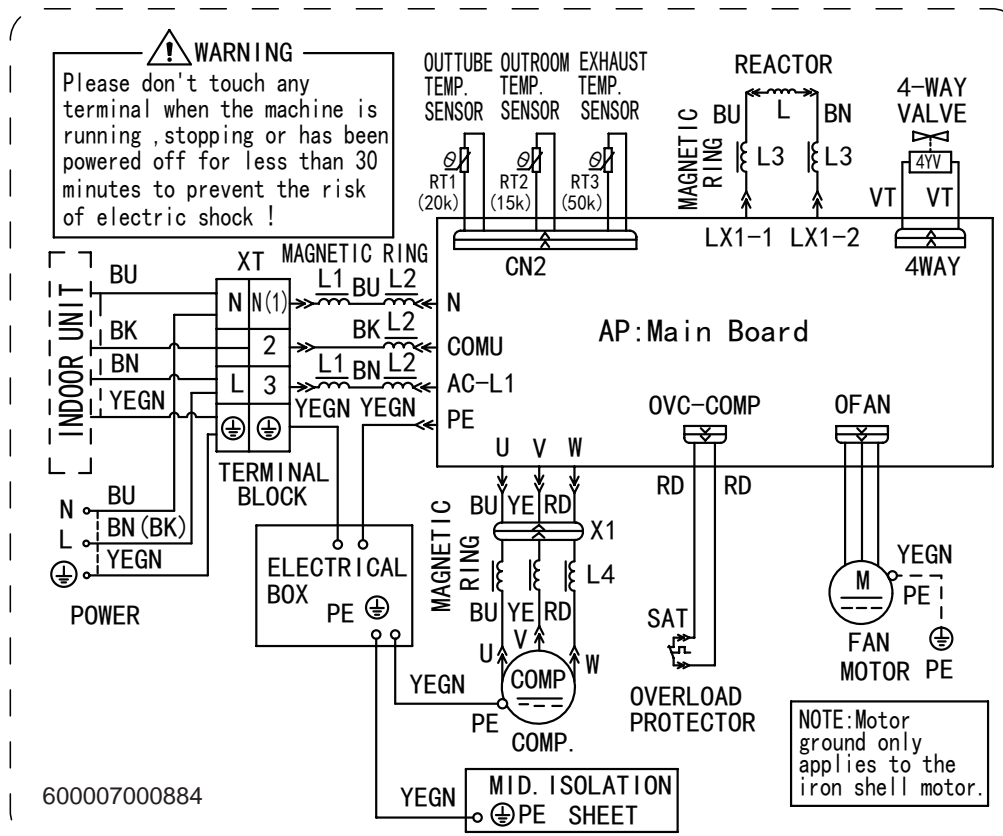 WARNING
Please don't touch any
terminal when the machine is
running ,stopping or has been
powered off for less than 30
minutes to prevent the risk
of electric shock !
OUTTUBE
TEMP.
SENSOR
OUTROOM
TEMP.
SENSOR
EXHAUST
TEMP.
SENSOR
θ
RT1
(20k)
θ
RT2
(15k)
θ
RT3
(50k)
CN2
REACTOR
BU
L
BN
MAGNETIC
RING
L3
L3
LX1-1
LX1-2
4-WAY
VALVE
4YV
VT
VT
4WAY
INDOOR UNIT
BU
BK
BN
YEGN
XT
N
N(1)
2
L
3
TERMINAL
BLOCK
MAGNETIC RING
L1
BU
L2
BK
L2
L1
BN
L2
YEGN
YEGN
N
COMU
AC-L1
PE
AP:Main Board
U
V
W
OVC-COMP
OFAN
N
BU
L
BN(BK)
YEGN
POWER
ELECTRICAL
BOX
PE
MAGNETIC
RING
BU
YE
RD
X1
L4
BU
YE
RD
U
V
W
COMP
YEGN
PE
COMP.
RD
RD
SAT
OVERLOAD
PROTECTOR
M
YEGN
PE
FAN
MOTOR
PE
NOTE:Motor
ground only
applies to the
iron shell motor.
YEGN
MID. ISOLATION
PE SHEET
600007000884